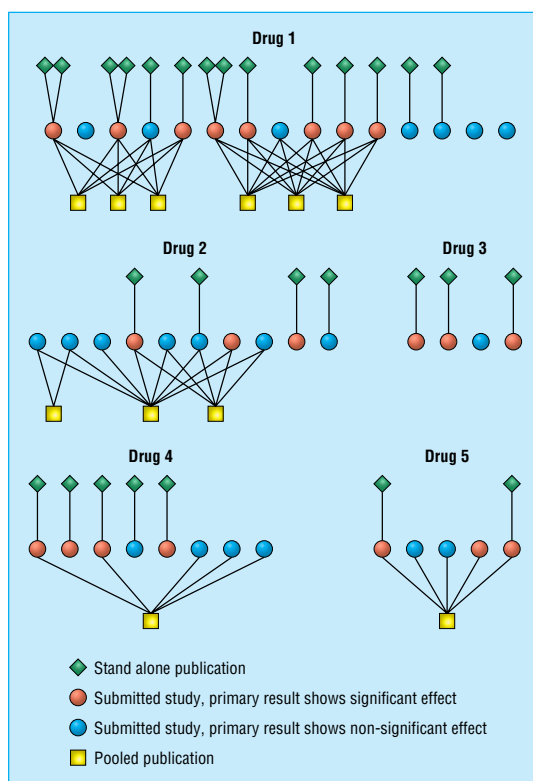 Drug 1
Drug 2
Drug 3
Drug 4
Drug 5
Stand alone publication
Submitted study, primary result shows significant effect
Submitted study, primary result shows non-significant effect
Pooled publication